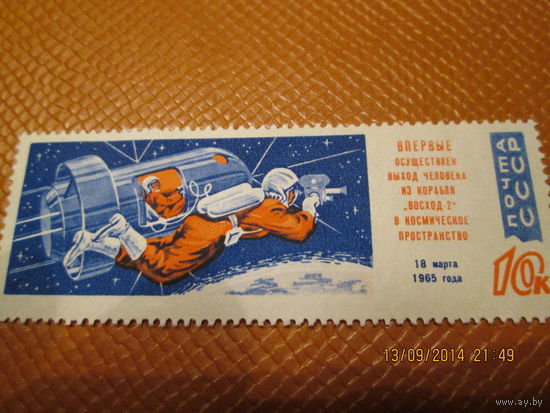 ВПЕРВЫЕ
ОСУЩЕСТВЛЕН
ВЫХОД ЧЕЛОВЕКА
ИЗ КОРАБЛЯ
„ВОСХОД-2"
В КОСМИЧЕСКОЕ
ПРОСТРАНСТВО
18 марта
1965 года
ПОЧТА
СССР
10к
13/09/2014 21:49
www.ay.by